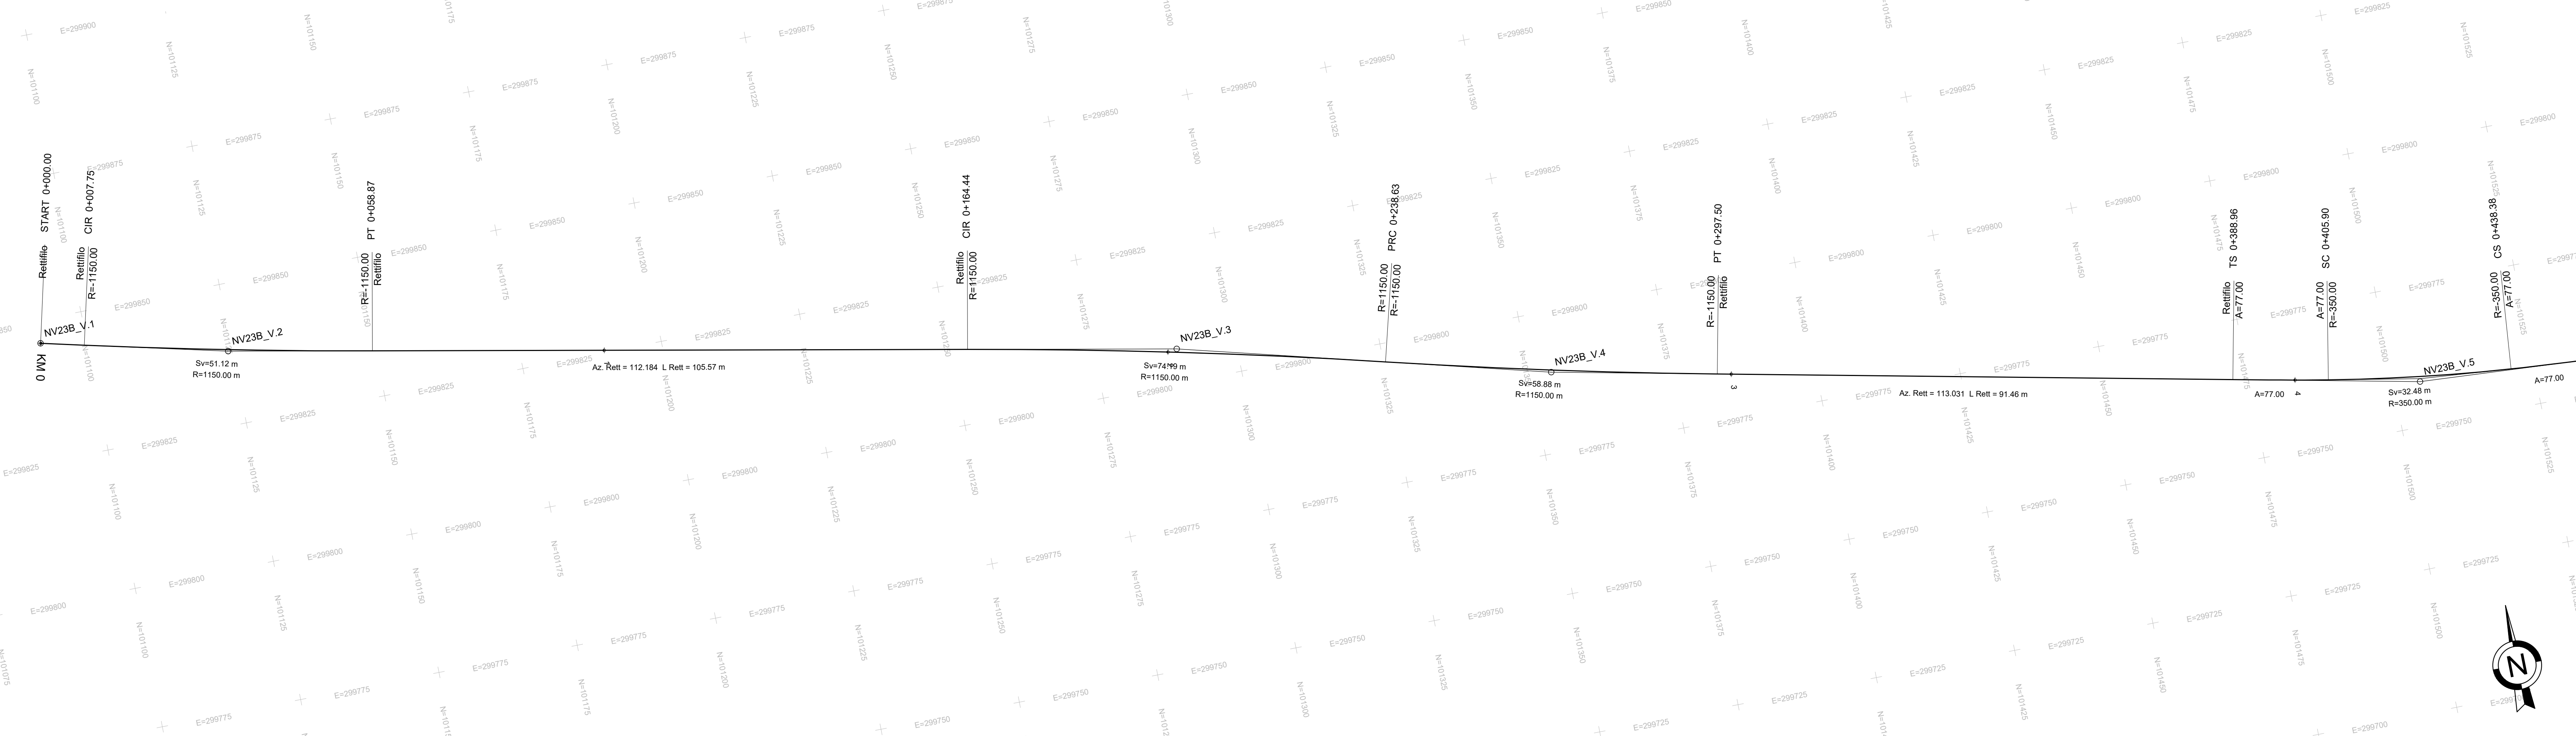 START 0+000.00
Rettifilo
CIR 0+007.75
Rettifilo
R=-1150.00
PT 0+058.87
R=-1150.00
Rettifilo
CIR 0+164.44
Rettifilo
R=1150.00
PRC 0+238.63
R=1150.00
R=-1150.00
PT 0+297.50
R=-1150.00
Rettifilo
TS 0+388.96
Rettifilo
A=77.00
SC 0+405.90
A=77.00
R=-350.00
CS 0+438.38
R=-350.00
A=77.00
NV23B_V.1
KM 0
NV23B_V.2
Sv=51.12 m
R=1150.00 m
Az. Rett = 112.184 L Rett = 105.57 m
NV23B_V.3
Sv=74.19 m
R=1150.00 m
NV23B_V.4
Sv=58.88 m
R=1150.00 m
3
Az. Rett = 113.031 L Rett = 91.46 m
A=77.00
4
NV23B_V.5
Sv=32.48 m
R=350.00 m
A=77.00
N
E=299900
E=299875
E=299850
E=299825
E=299800
E=299775
E=299750
E=299725
E=299700
N=101075
N=101100
N=101125
N=101150
N=101175
N=101200
N=101225
N=101250
N=101275
N=101300
N=101325
N=101350
N=101375
N=101400
N=101425
N=101450
N=101475
N=101500
N=101525